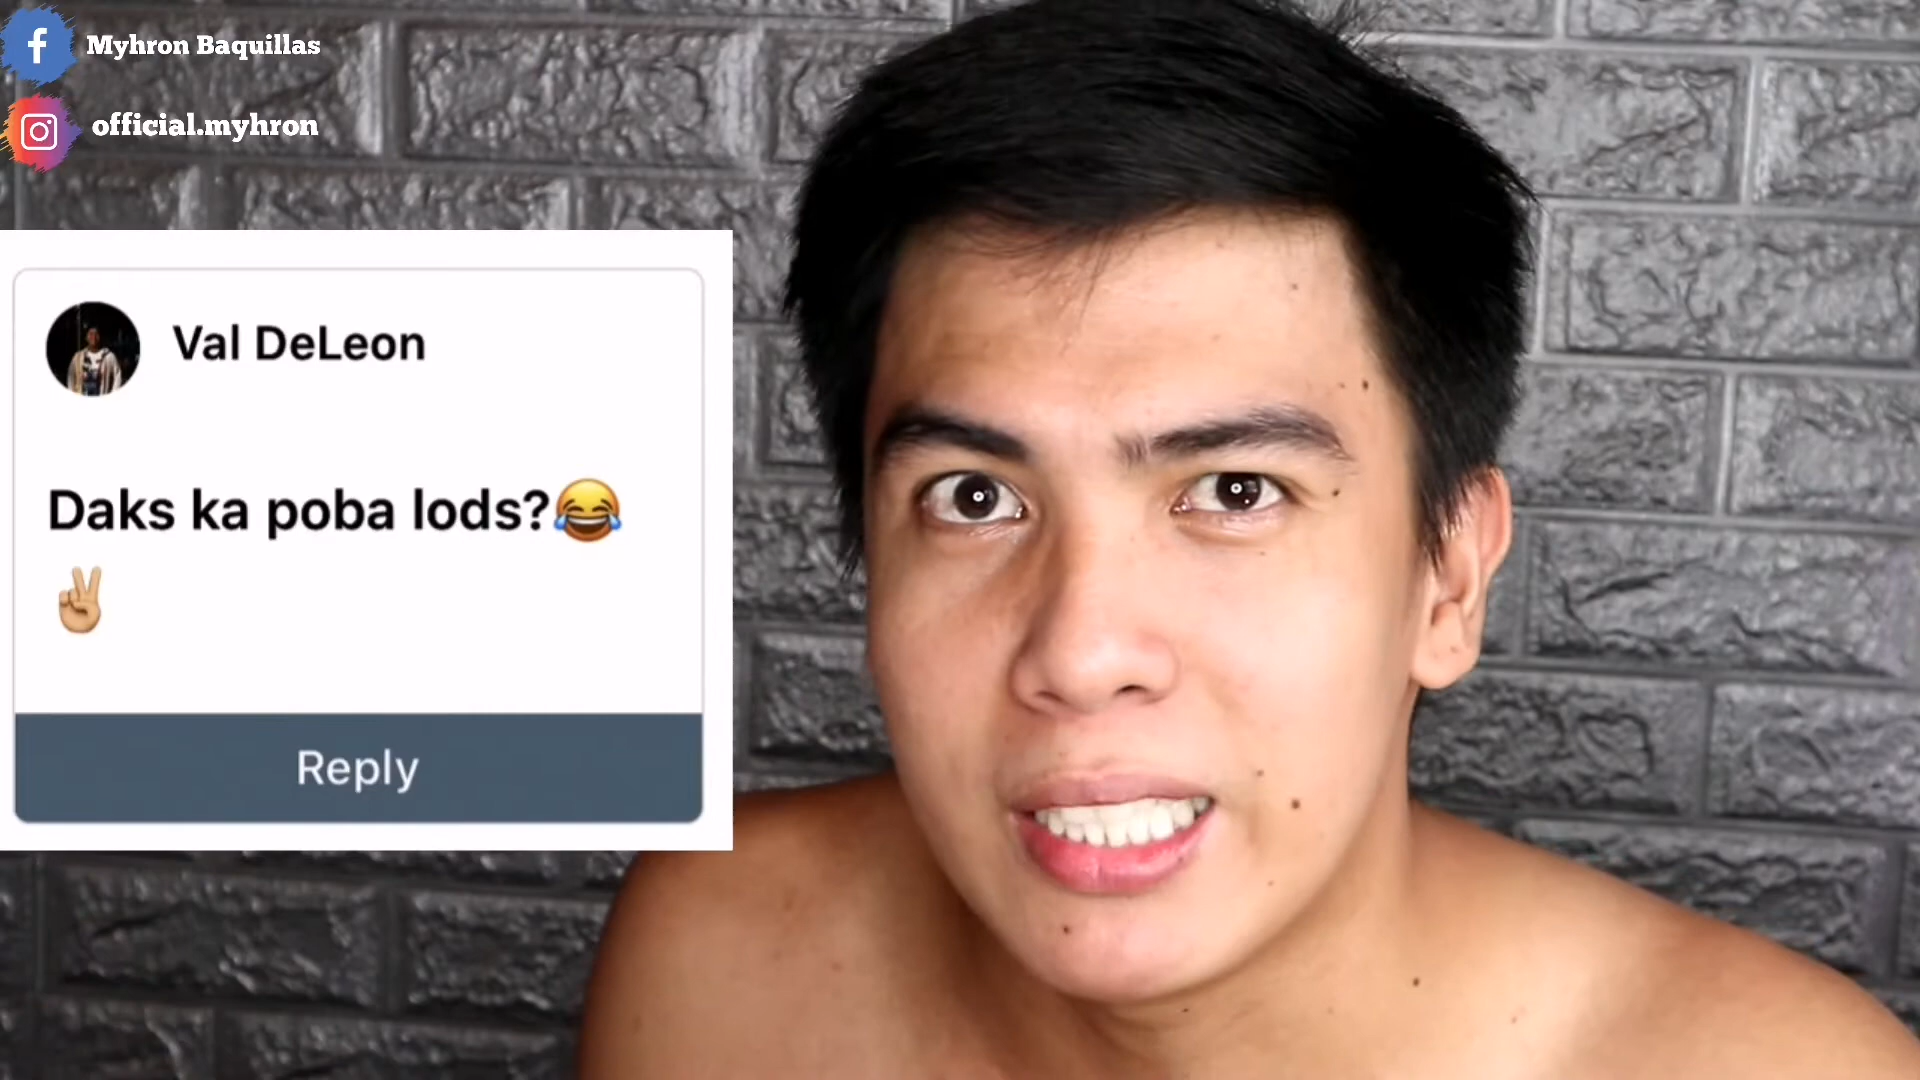 Myhron Baquillas
official.myhron
Val DeLeon
Daks ka poba lods?😂
✌🏽
Reply